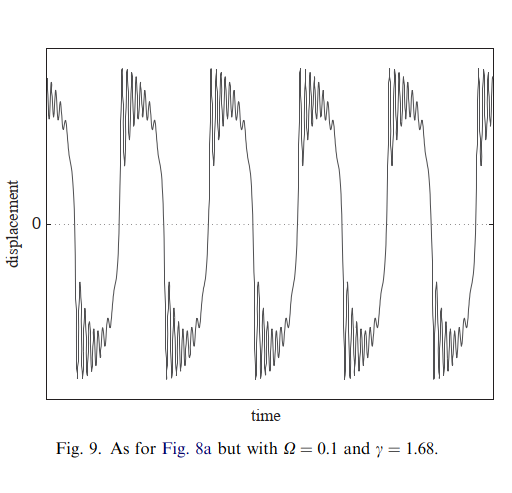 displacement
0
time
Fig. 9. As for Fig. 8a but with Ω = 0.1 and γ = 1.68.